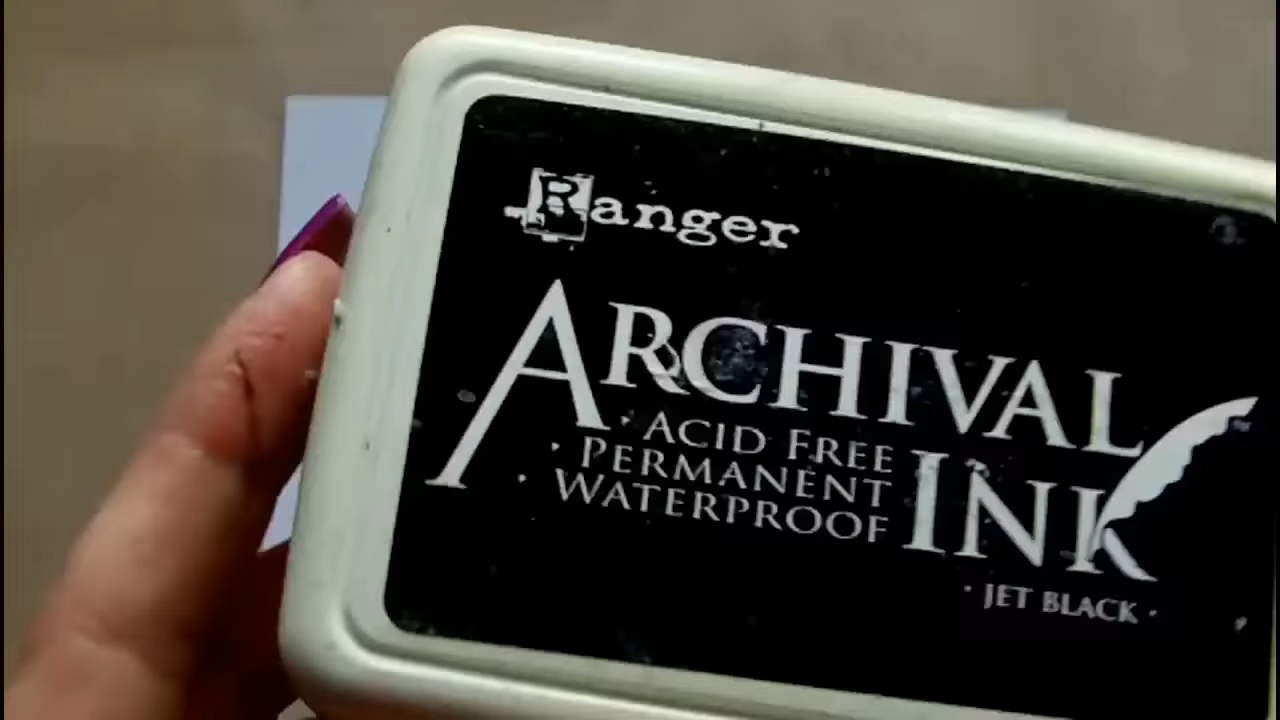 Ranger
ARCHIVAL
· ACID FREE
· PERMANENT
· WATERPROOF
INK
· JET BLACK ·